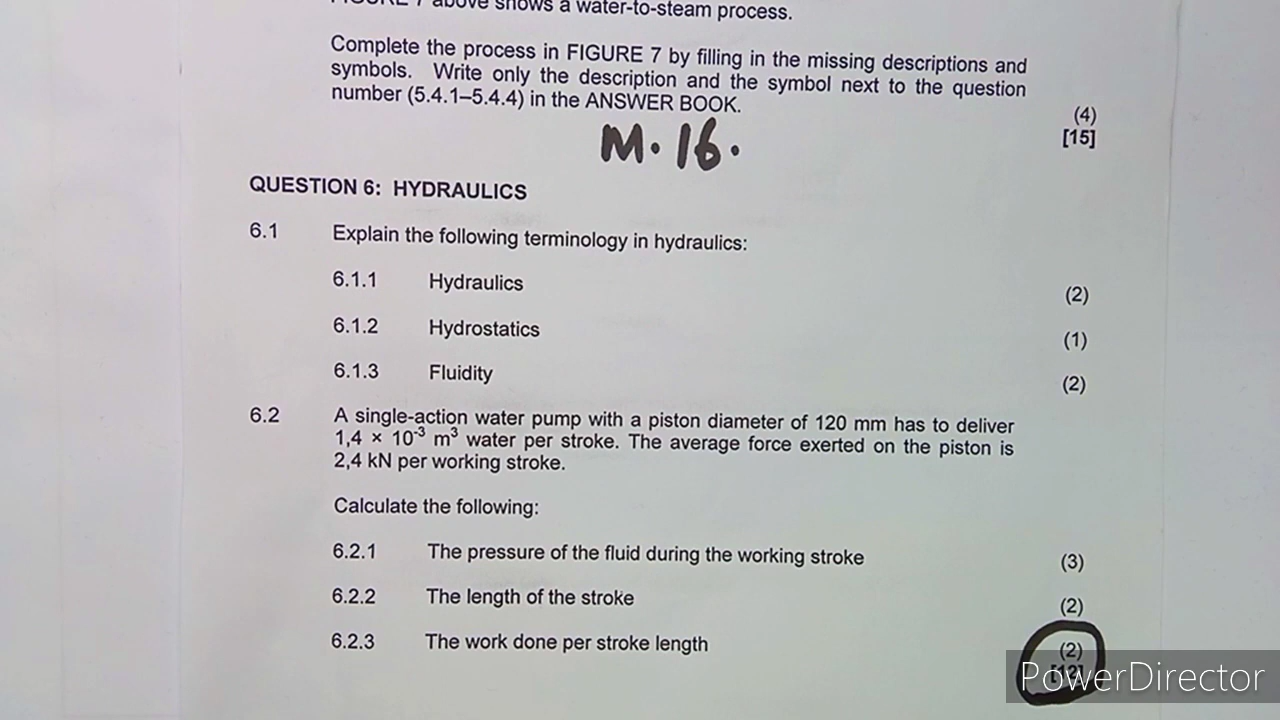 FIGURE 7 above shows a water-to-steam process.
Complete the process in FIGURE 7 by filling in the missing descriptions and
symbols. Write only the description and the symbol next to the question
number (5.4.1–5.4.4) in the ANSWER BOOK.
(4)
[15]
M. 16.
QUESTION 6: HYDRAULICS
6.1 Explain the following terminology in hydraulics:
6.1.1 Hydraulics (2)
6.1.2 Hydrostatics (1)
6.1.3 Fluidity (2)
6.2 A single-action water pump with a piston diameter of 120 mm has to deliver
1,4 × 10⁻³ m³ water per stroke. The average force exerted on the piston is
2,4 kN per working stroke.
Calculate the following:
6.2.1 The pressure of the fluid during the working stroke (3)
6.2.2 The length of the stroke (2)
6.2.3 The work done per stroke length (2)
[12]
PowerDirector